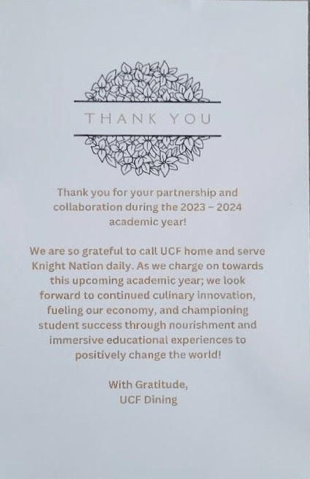 THANK YOU
Thank you for your partnership and
collaboration during the 2023 – 2024
academic year!
We are so grateful to call UCF home and serve
Knight Nation daily. As we charge on towards
this upcoming academic year; we look
forward to continued culinary innovation,
fueling our economy, and championing
student success through nourishment and
immersive educational experiences to
positively change the world!
With Gratitude,
UCF Dining